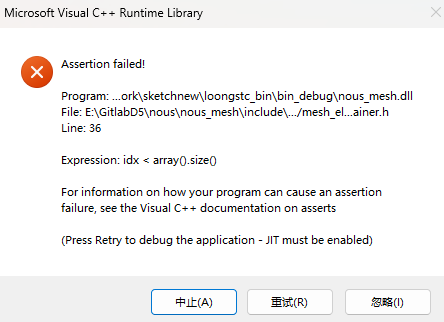 Microsoft Visual C++ Runtime Library
Assertion failed!
Program: ...ork\sketchnew\loongstc_bin\bin_debug\nous_mesh.dll
File: E:\GitlabD5\nous\nous_mesh\include\.../mesh_el...ainer.h
Line: 36
Expression: idx < array().size()
For information on how your program can cause an assertion
failure, see the Visual C++ documentation on asserts
(Press Retry to debug the application - JIT must be enabled)
中止(A) 重试(R) 忽略(I)